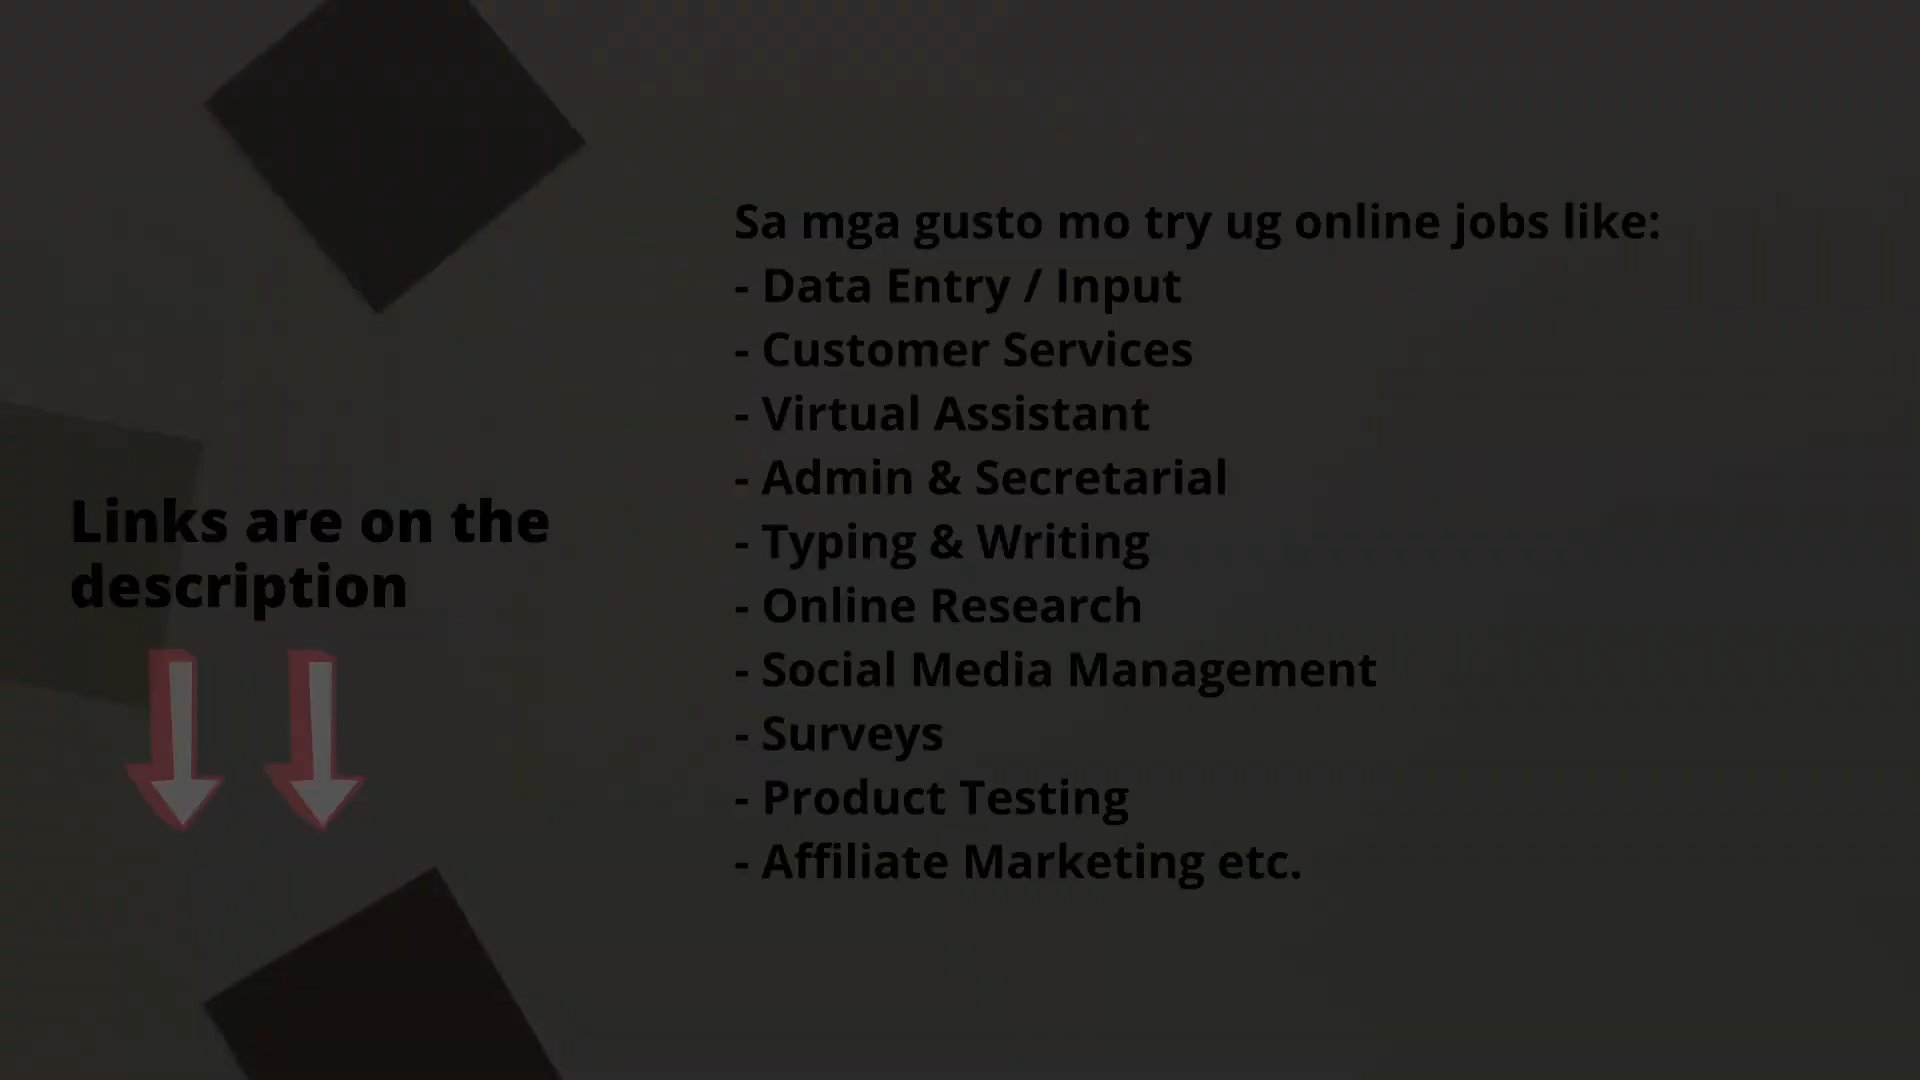 Links are on the
description
Sa mga gusto mo try ug online jobs like:
- Data Entry / Input
- Customer Services
- Virtual Assistant
- Admin & Secretarial
- Typing & Writing
- Online Research
- Social Media Management
- Surveys
- Product Testing
- Affiliate Marketing etc.